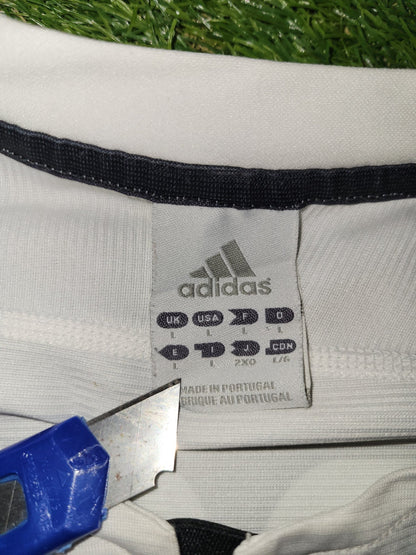 adidas
UK USA F D
L L L L
E I J CDN
L L 2XO L/G
MADE IN PORTUGAL
FABRIQUE AU PORTUGAL